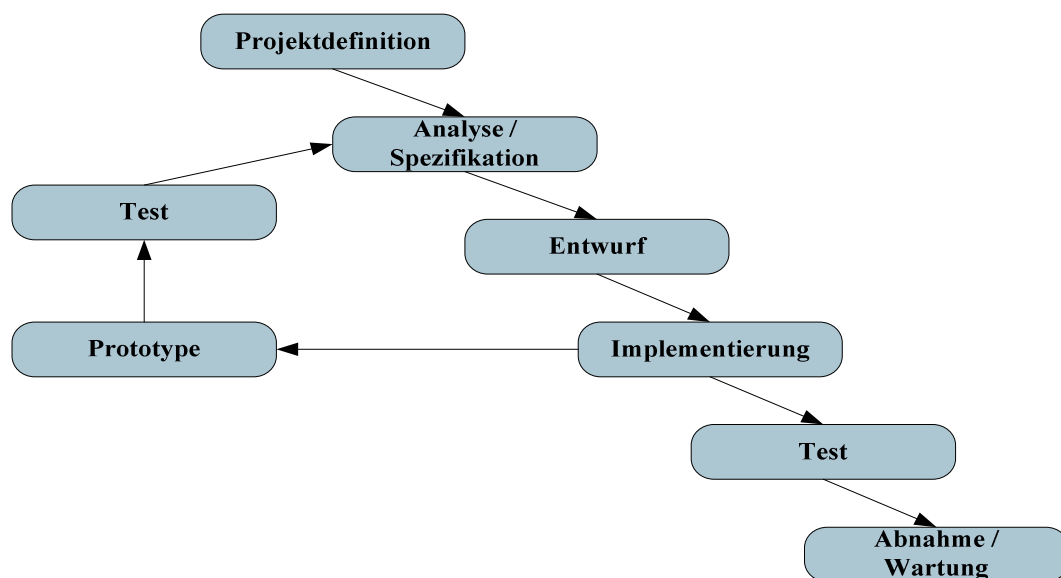 Projektdefinition
Analyse /
Spezifikation
Test
Entwurf
Prototype
Implementierung
Test
Abnahme /
Wartung